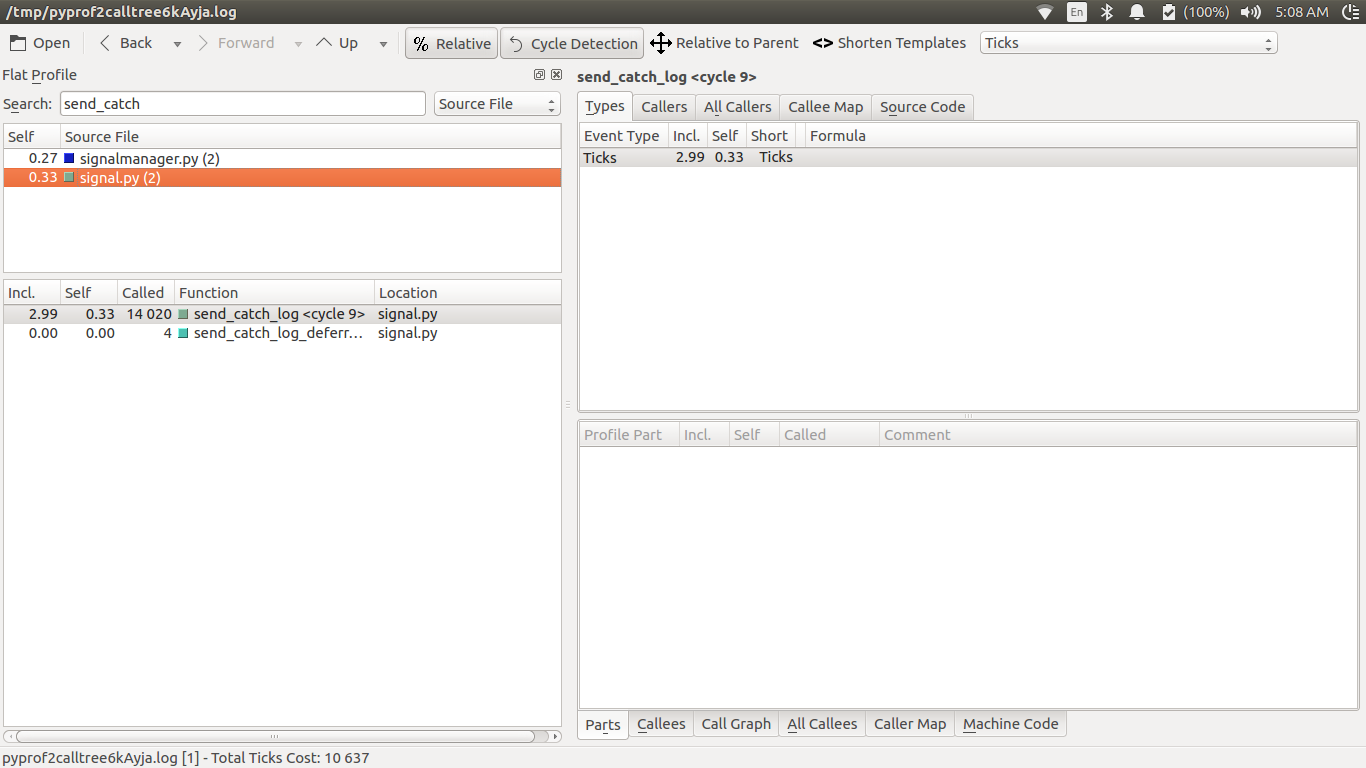 /tmp/pyprof2calltree6kAyja.log En (100%) 5:08 AM
Open Back Forward Up % Relative Cycle Detection Relative to Parent <> Shorten Templates Ticks
Flat Profile
Search: send_catch Source File
Self Source File
0.27 signalmanager.py (2)
0.33 signal.py (2)
Incl. Self Called Function Location
2.99 0.33 14 020 send_catch_log <cycle 9> signal.py
0.00 0.00 4 send_catch_log_deferr... signal.py
send_catch_log <cycle 9>
Types Callers All Callers Callee Map Source Code
Event Type Incl. Self Short Formula
Ticks 2.99 0.33 Ticks
Profile Part Incl. Self Called Comment
Parts Callees Call Graph All Callees Caller Map Machine Code
pyprof2calltree6kAyja.log [1] - Total Ticks Cost: 10 637